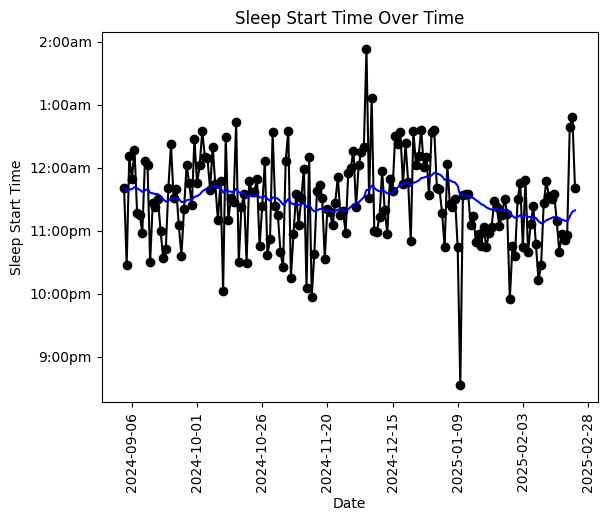 Sleep Start Time Over Time
2:00am
1:00am
12:00am
11:00pm
10:00pm
9:00pm
Sleep Start Time
2024-09-06
2024-10-01
2024-10-26
2024-11-20
2024-12-15
2025-01-09
2025-02-03
2025-02-28
Date